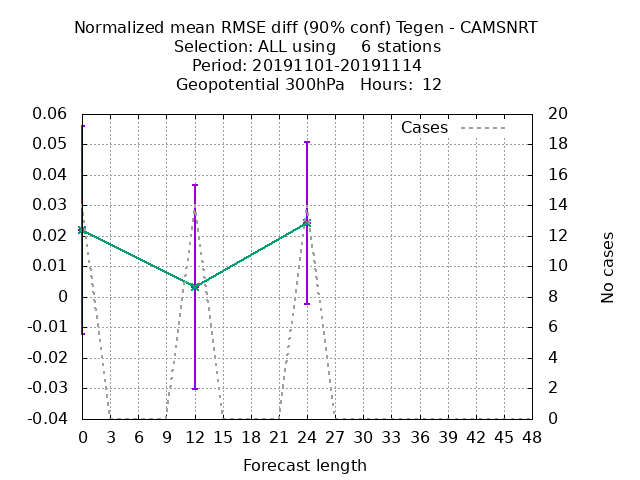 Normalized mean RMSE diff (90% conf) Tegen - CAMSNRT
Selection: ALL using     6 stations
Period: 20191101-20191114
Geopotential 300hPa   Hours:  12
Cases
0.06
0.05
0.04
0.03
0.02
0.01
0
-0.01
-0.02
-0.03
-0.04
20
18
16
14
12
10
8
6
4
2
0
No cases
0 3 6 9 12 15 18 21 24 27 30 33 36 39 42 45 48
Forecast length